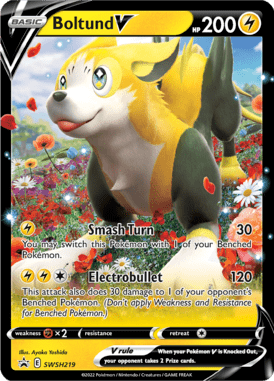 BASIC Boltund V HP 200
Smash Turn 30
You may switch this Pokémon with 1 of your Benched
Pokémon.
Electrobullet 120
This attack also does 30 damage to 1 of your opponent's
Benched Pokémon. (Don't apply Weakness and Resistance
for Benched Pokémon.)
weakness ×2 resistance retreat
Illus. Ayaka Yoshida
V rule When your Pokémon V is Knocked Out,
your opponent takes 2 Prize cards.
E SWSH219
©2022 Pokémon / Nintendo / Creatures / GAME FREAK